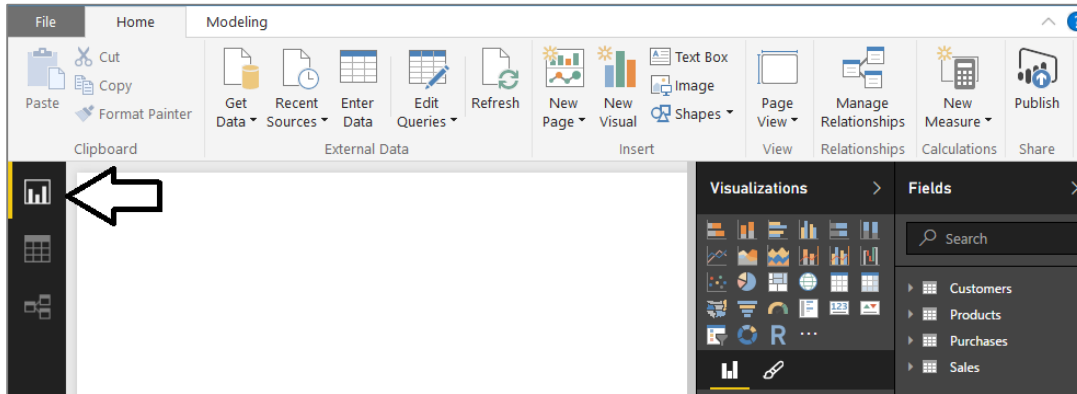 File Home Modeling
Paste
Cut
Copy
Format Painter
Clipboard
Get Data
Recent Sources
Enter Data
Edit Queries
Refresh
External Data
New Page
New Visual
Text Box
Image
Shapes
Insert
Page View
View
Manage Relationships
Relationships
New Measure
Calculations
Publish
Share
Visualizations
123
R
Fields
Search
Customers
Products
Purchases
Sales